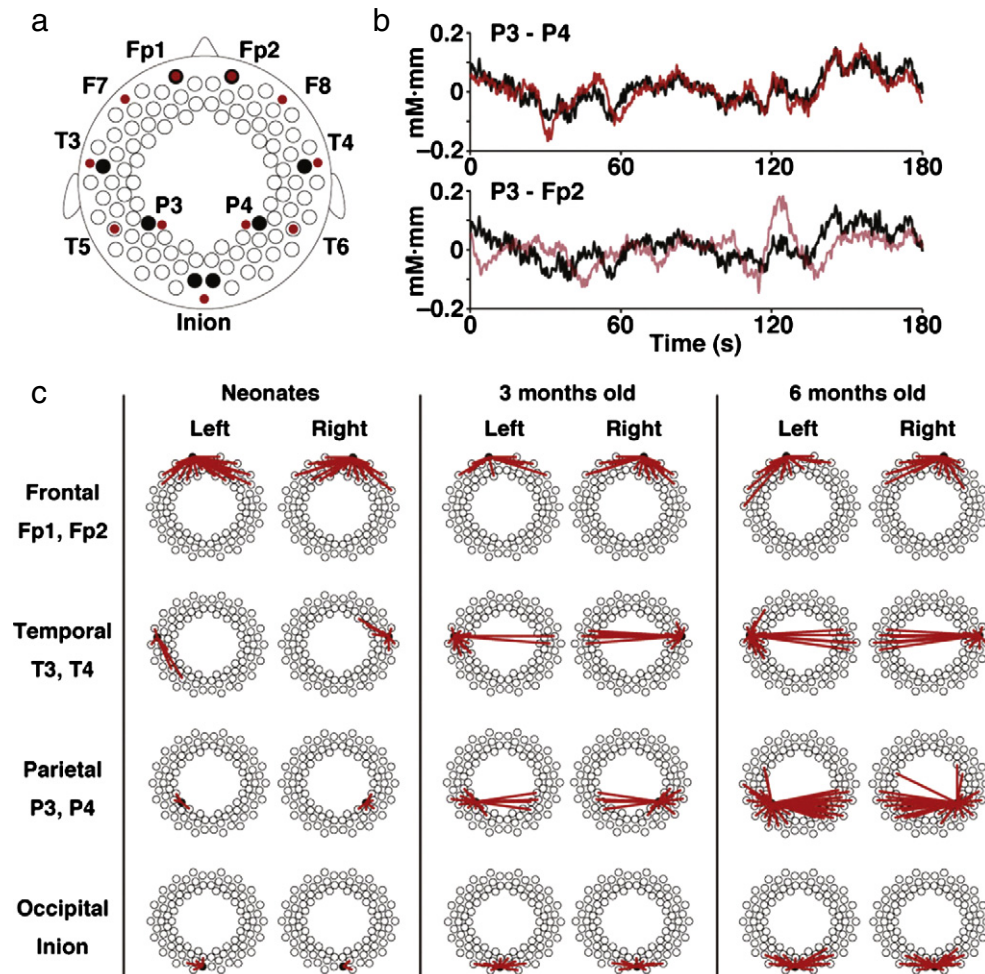 a
Fp1 Fp2
F7 F8
T3 T4
P3 P4
T5 T6
Inion
b
P3 - P4
0.2
0
−0.2
mM·mm
0 60 120 180
P3 - Fp2
0.2
0
−0.2
mM·mm
0 60 120 180
Time (s)
c
Neonates 3 months old 6 months old
Left Right Left Right Left Right
Frontal
Fp1, Fp2
Temporal
T3, T4
Parietal
P3, P4
Occipital
Inion